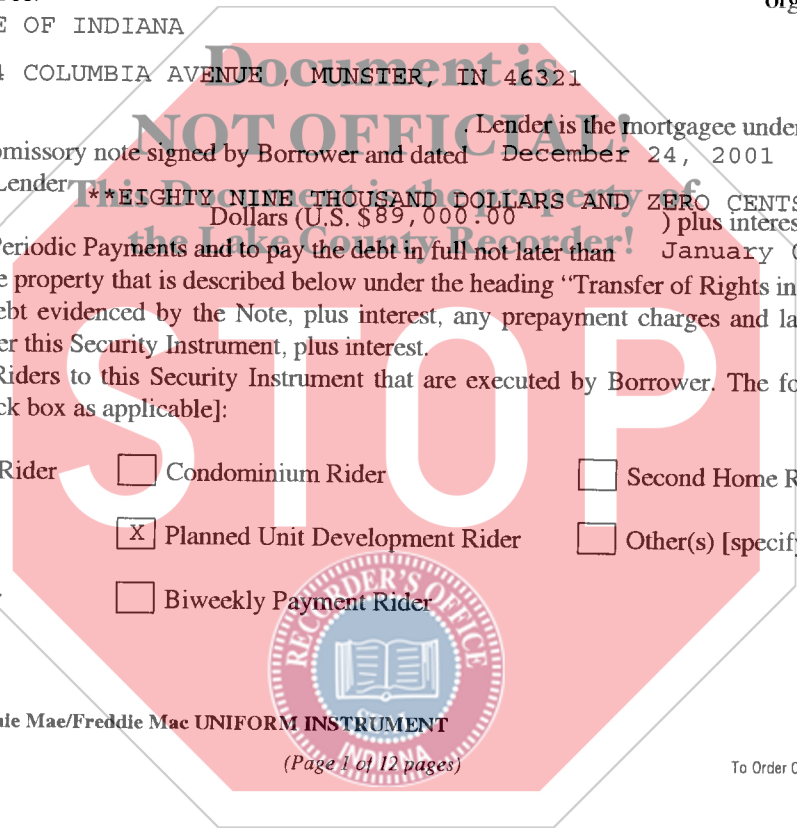 E OF INDIANA
COLUMBIA AVENUE , MUNSTER, IN 46321
Document is
NOT OFFICIAL!
. Lender is the mortgagee under
omissory note signed by Borrower and dated December 24, 2001
Lender
This Document is the property of
**EIGHTY NINE THOUSAND DOLLARS AND ZERO CENTS
Dollars (U.S. $89,000.00 ) plus interes
the Lake County Recorder!
Periodic Payments and to pay the debt in full not later than January
e property that is described below under the heading “Transfer of Rights in
ebt evidenced by the Note, plus interest, any prepayment charges and la
er this Security Instrument, plus interest.
Riders to this Security Instrument that are executed by Borrower. The fo
ck box as applicable]:
STOP
Rider Condominium Rider Second Home R
X Planned Unit Development Rider Other(s) [specify
Biweekly Payment Rider
RECORDER'S OFFICE
SEAL
INDIANA
nie Mae/Freddie Mac UNIFORM INSTRUMENT
(Page 1 of 12 pages)
To Order C